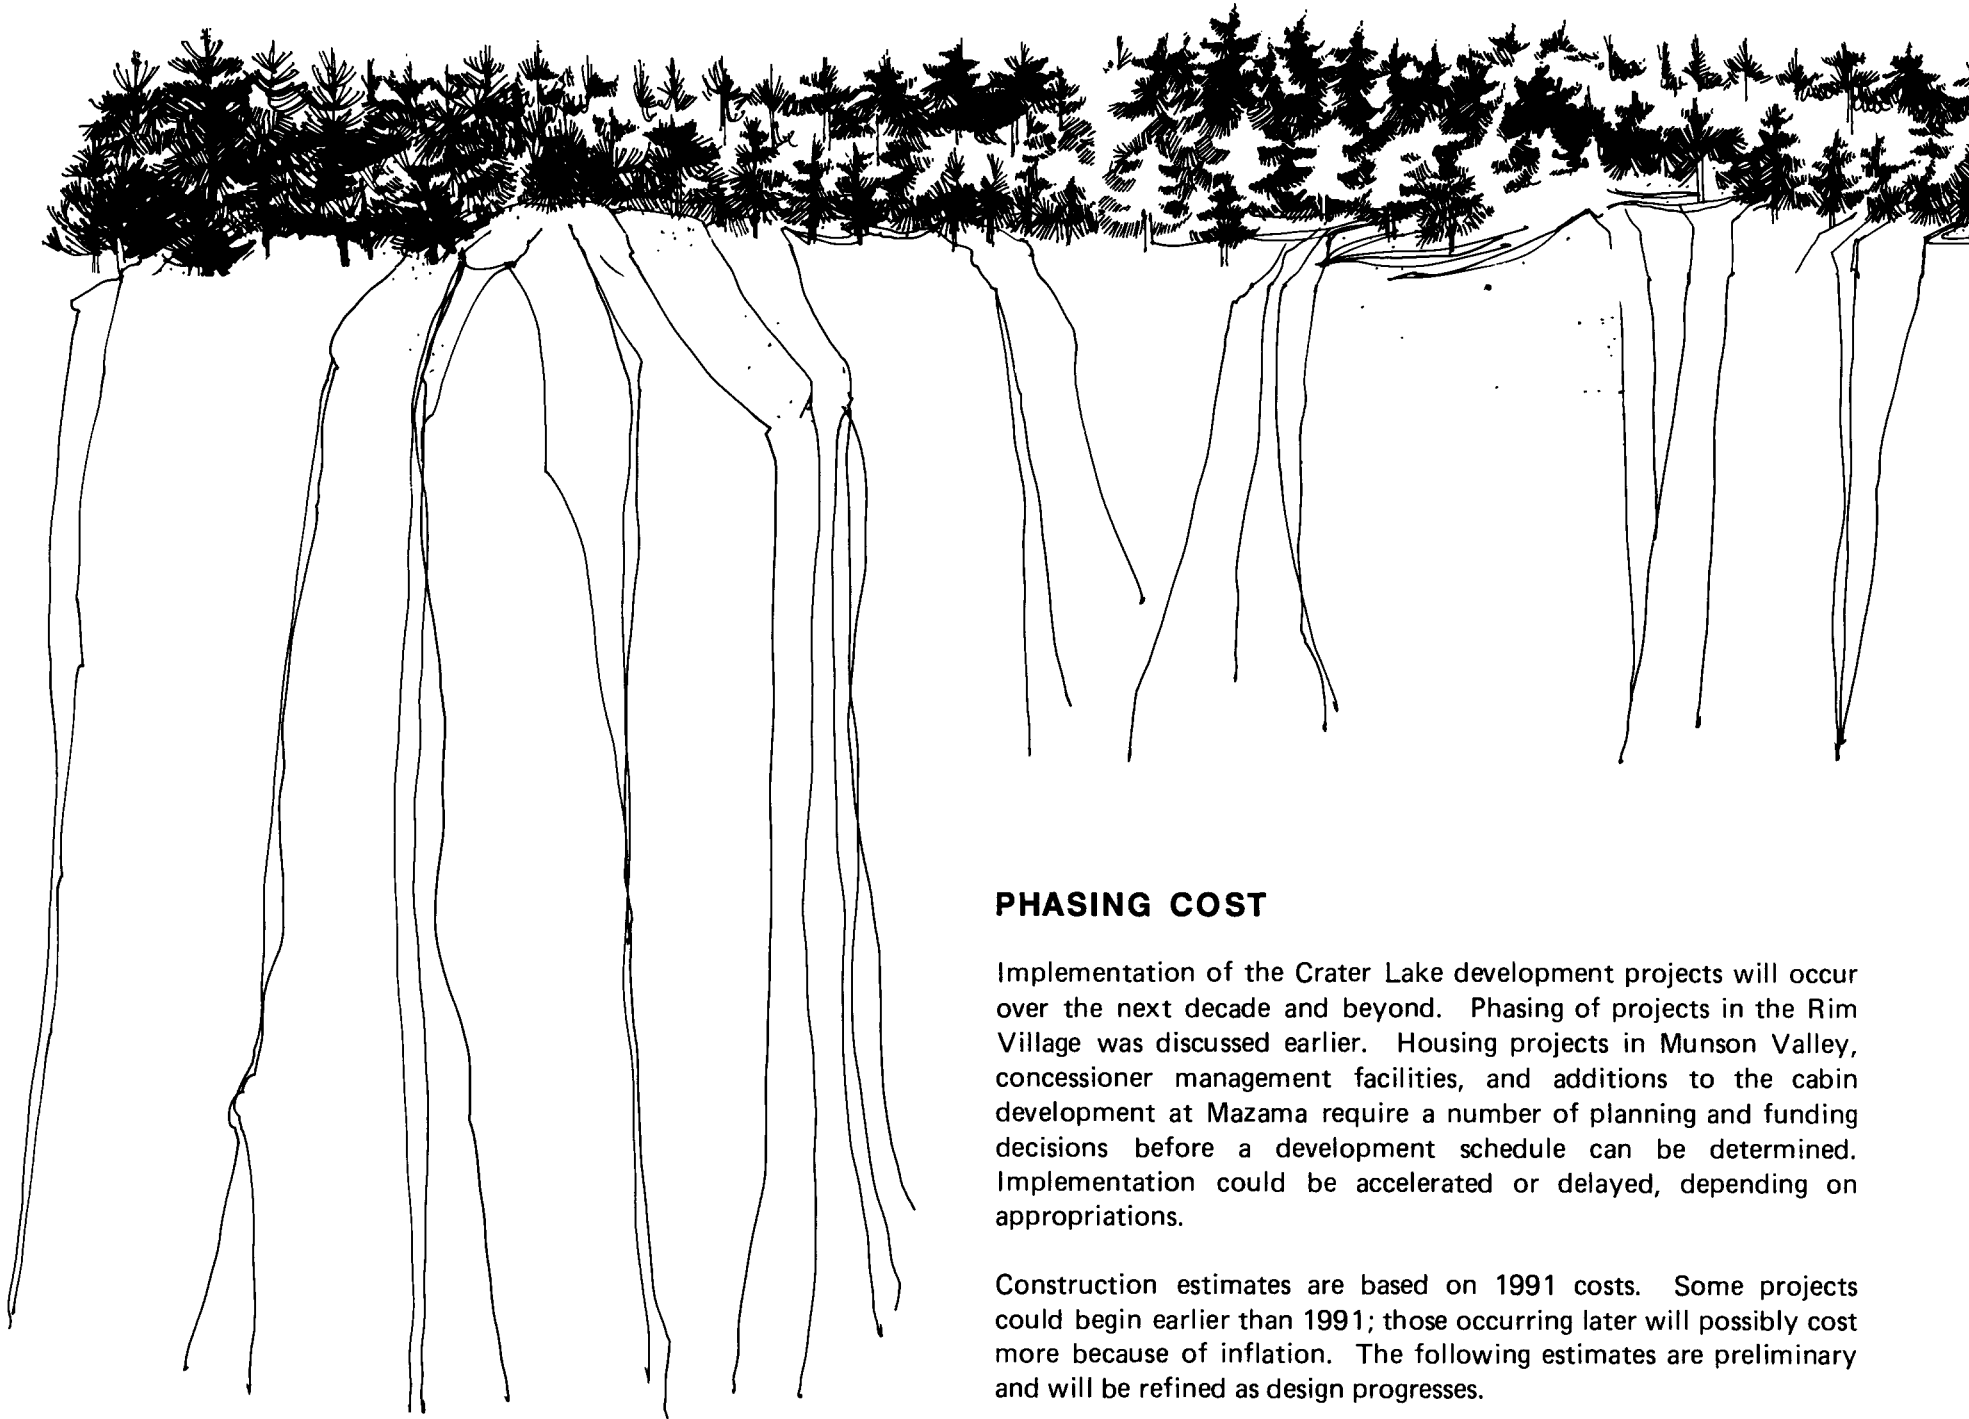 PHASING COST
Implementation of the Crater Lake development projects will occur
over the next decade and beyond. Phasing of projects in the Rim
Village was discussed earlier. Housing projects in Munson Valley,
concessioner management facilities, and additions to the cabin
development at Mazama require a number of planning and funding
decisions before a development schedule can be determined.
Implementation could be accelerated or delayed, depending on
appropriations.
Construction estimates are based on 1991 costs. Some projects
could begin earlier than 1991; those occurring later will possibly cost
more because of inflation. The following estimates are preliminary
and will be refined as design progresses.